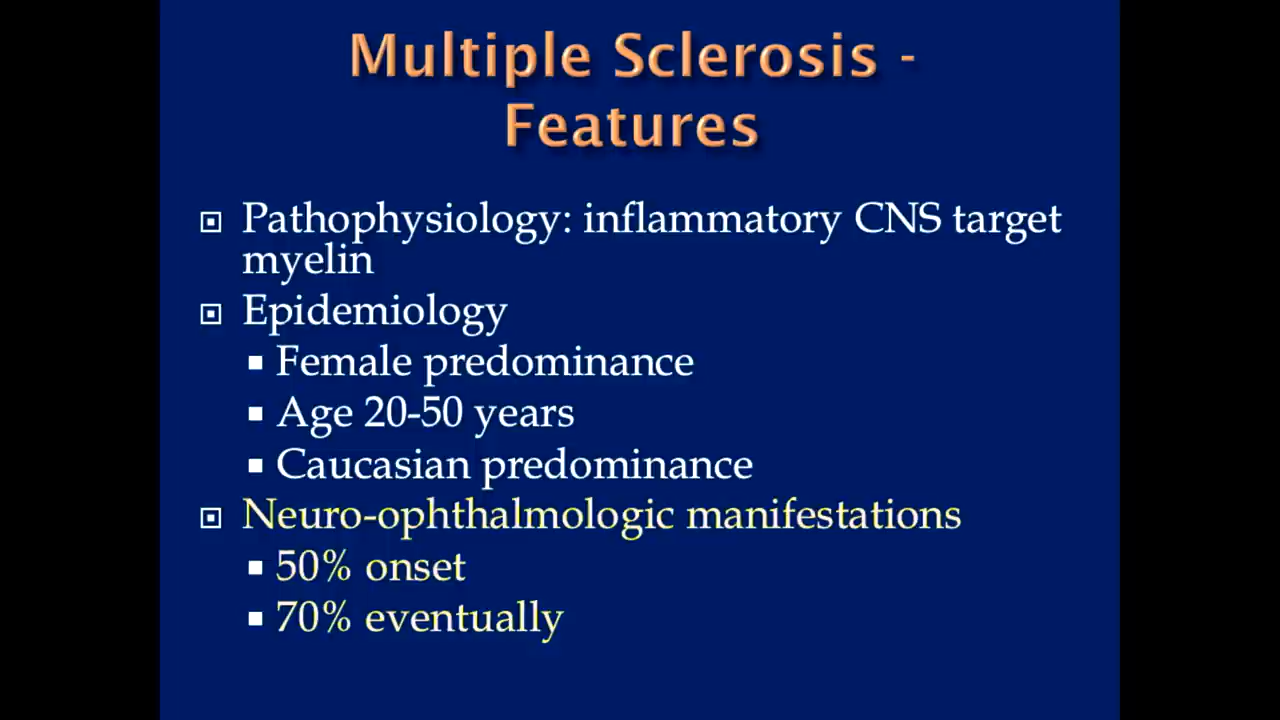 Multiple Sclerosis -
Features
Pathophysiology: inflammatory CNS target
myelin
Epidemiology
Female predominance
Age 20-50 years
Caucasian predominance
Neuro-ophthalmologic manifestations
50% onset
70% eventually